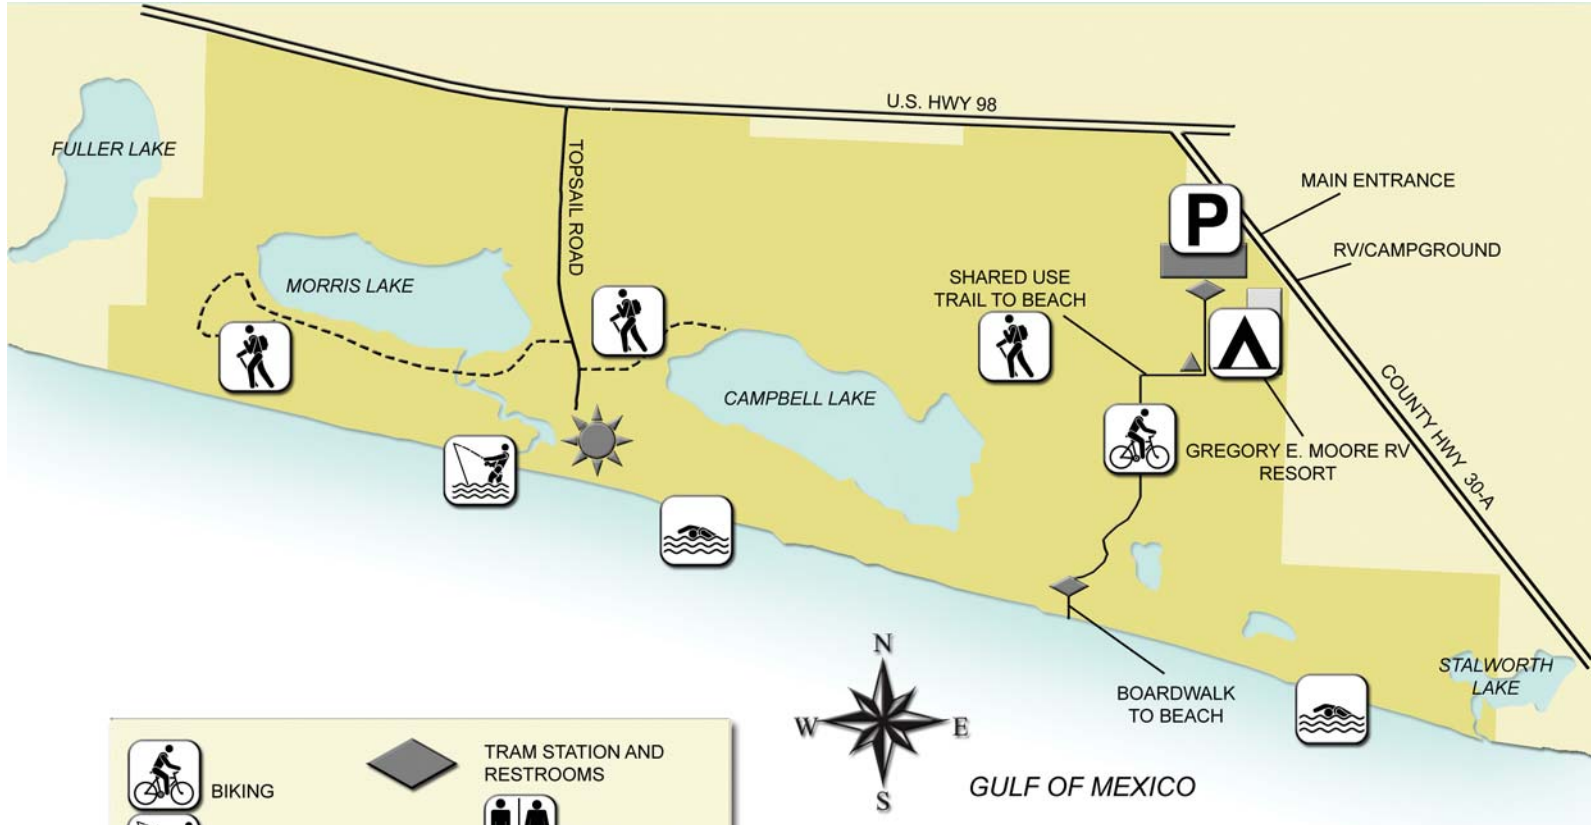 U.S. HWY 98
FULLER LAKE
TOPSAIL ROAD
MAIN ENTRANCE
P
RV/CAMPGROUND
MORRIS LAKE
SHARED USE
TRAIL TO BEACH
CAMPBELL LAKE
COUNTY HWY 30-A
GREGORY E. MOORE RV
RESORT
STALWORTH
LAKE
BOARDWALK
TO BEACH
N
W
E
S
GULF OF MEXICO
BIKING
TRAM STATION AND
RESTROOMS